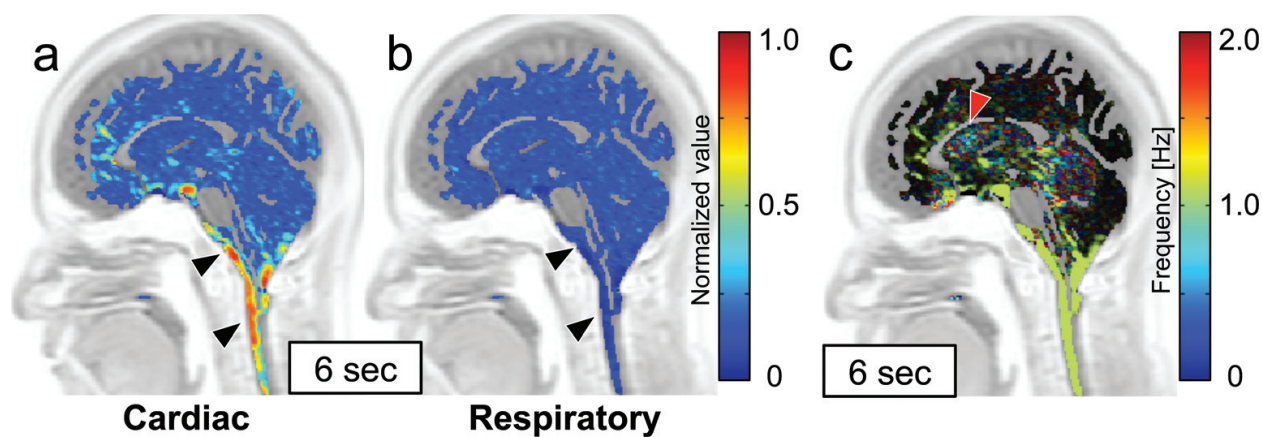 a
b
c
1.0
0.5
0
Normalized value
2.0
1.0
0
Frequency [Hz]
6 sec
6 sec
Cardiac
Respiratory